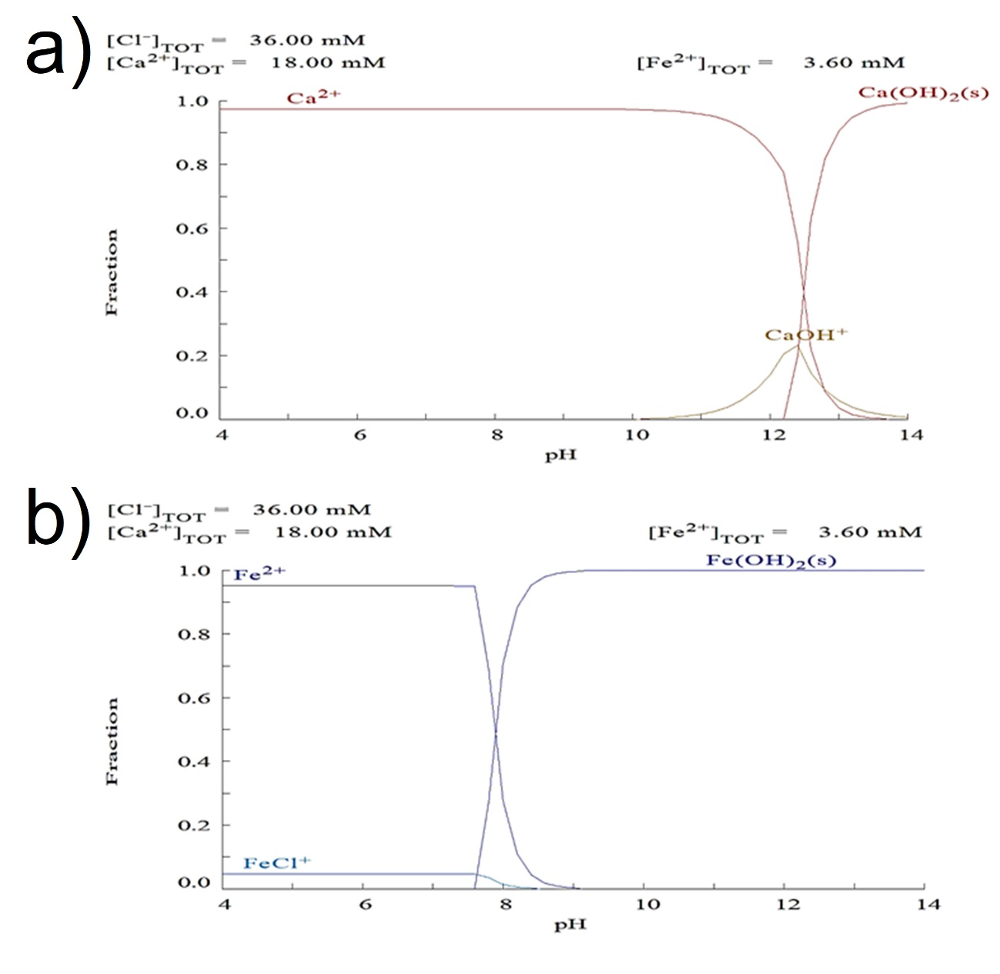 a)
[Cl⁻]TOT = 36.00 mM
[Ca²⁺]TOT = 18.00 mM [Fe²⁺]TOT = 3.60 mM
Ca(OH)₂(s)
1.0 Ca²⁺
0.8
0.6
Fraction
0.4
CaOH⁺
0.2
0.0
4 6 8 10 12 14
pH
b)
[Cl⁻]TOT = 36.00 mM
[Ca²⁺]TOT = 18.00 mM [Fe²⁺]TOT = 3.60 mM
Fe(OH)₂(s)
1.0 Fe²⁺
0.8
0.6
Fraction
0.4
0.2
FeCl⁺
0.0
4 6 8 10 12 14
pH